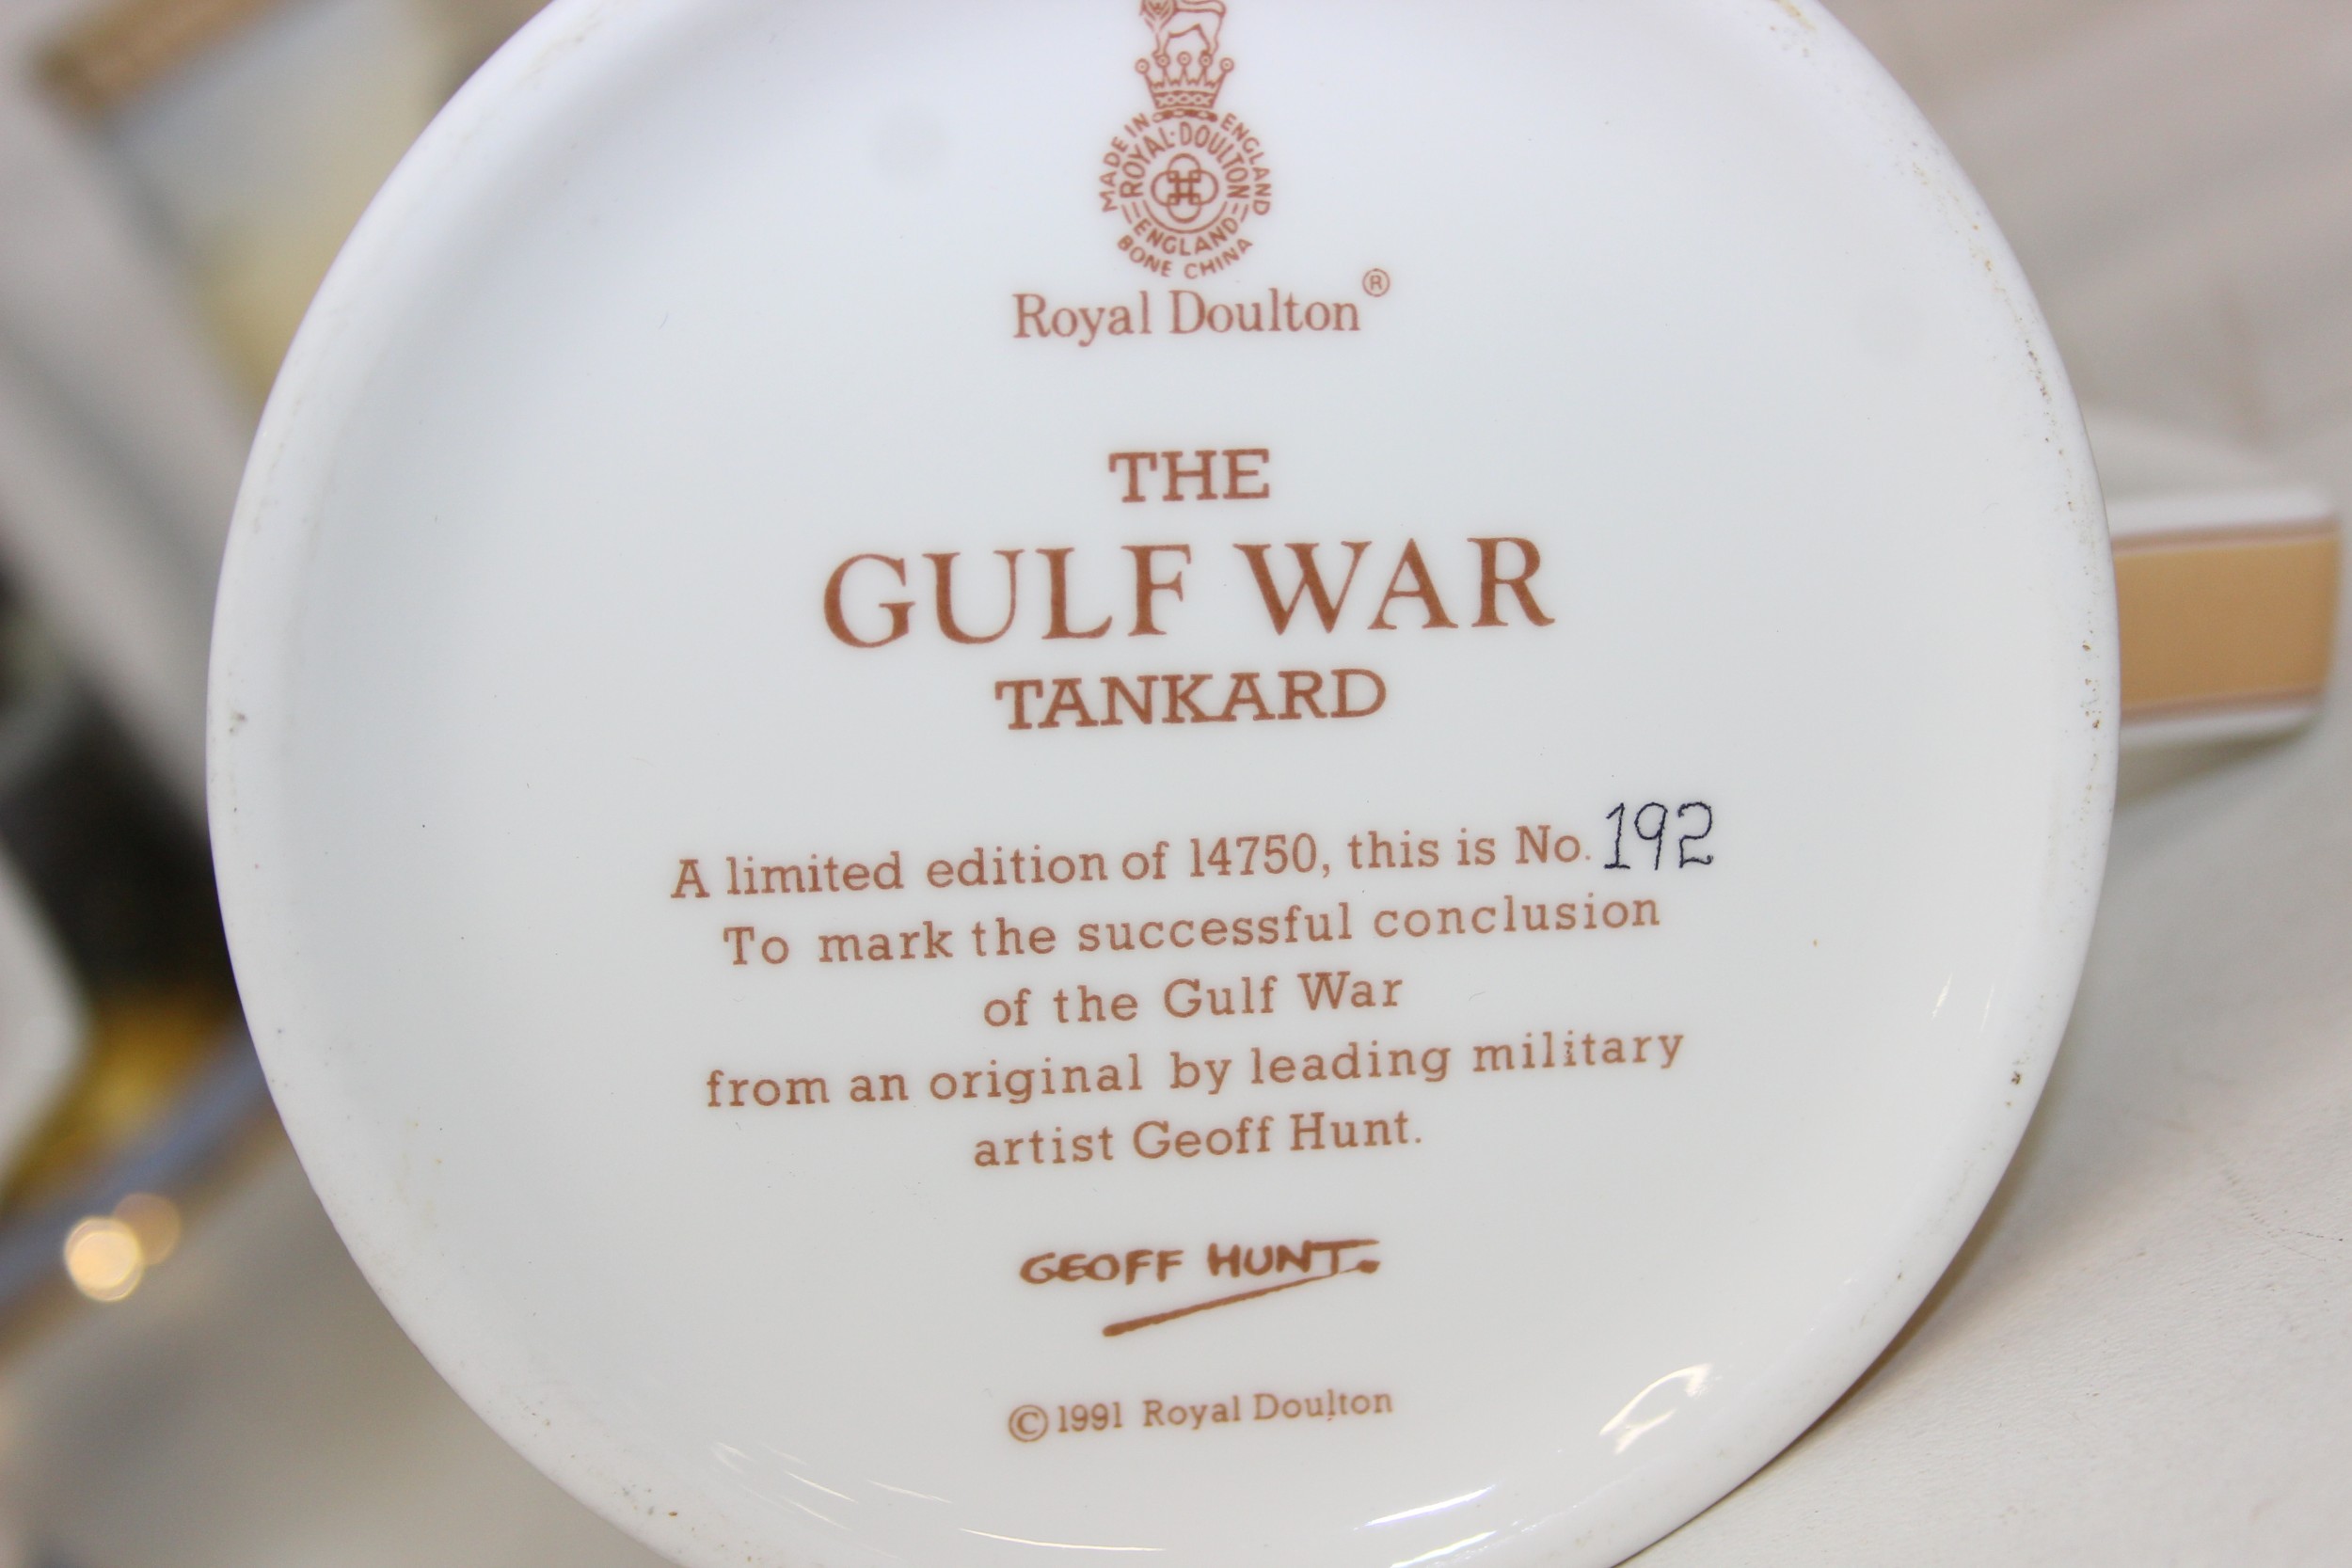 MADE IN ENGLAND
ROYAL·DOULTON
ENGLAND
BONE CHINA
Royal Doulton®
THE
GULF WAR
TANKARD
A limited edition of 14750, this is No. 192
To mark the successful conclusion
of the Gulf War
from an original by leading military
artist Geoff Hunt.
GEOFF HUNT.
©1991 Royal Doulton